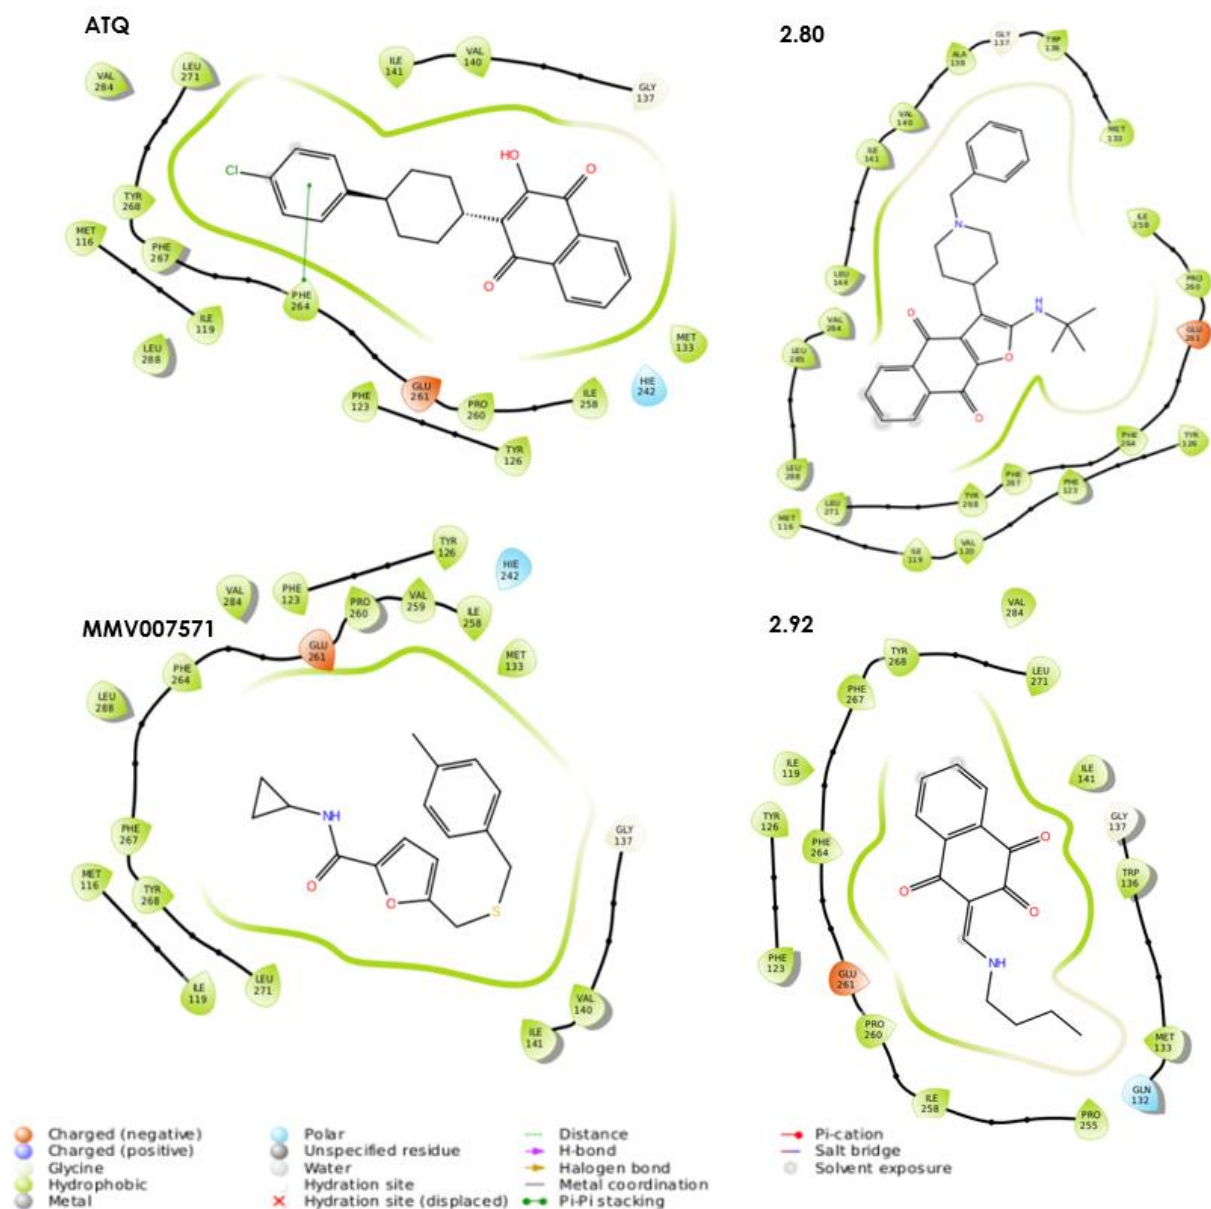 ATQ
VAL
284
LEU
271
ILE
141
VAL
140
GLY
137
TYR
268
MET
116
PHE
267
PHE
264
ILE
119
LEU
288
MET
133
HIE
242
GLU
261
PRO
260
ILE
258
PHE
123
TYR
126
Cl
HO
O
O
2.80
GLY
137
TRP
136
ALA
139
VAL
140
ILE
141
MET
133
LEU
144
ILE
258
PRO
260
GLU
261
VAL
284
LEU
285
LEU
288
PHE
264
TYR
126
PHE
267
PHE
123
TYR
268
LEU
271
MET
116
ILE
119
VAL
120
N
H
N
O
O
O
MMV007571
TYR
126
HIE
242
PHE
123
VAL
284
PRO
260
VAL
259
ILE
258
GLU
261
MET
133
PHE
264
LEU
288
PHE
267
MET
116
TYR
268
ILE
119
LEU
271
GLY
137
VAL
140
ILE
141
NH
O
O
S
2.92
VAL
284
TYR
268
LEU
271
PHE
267
ILE
119
ILE
141
TYR
126
PHE
264
GLY
137
TRP
136
PHE
123
GLU
261
PRO
260
MET
133
GLN
132
ILE
258
PRO
255
O
O
O
NH
Charged (negative)
Charged (positive)
Glycine
Hydrophobic
Metal
Polar
Unspecified residue
Water
Hydration site
Hydration site (displaced)
Distance
H-bond
Halogen bond
Metal coordination
Pi-Pi stacking
Pi-cation
Salt bridge
Solvent exposure